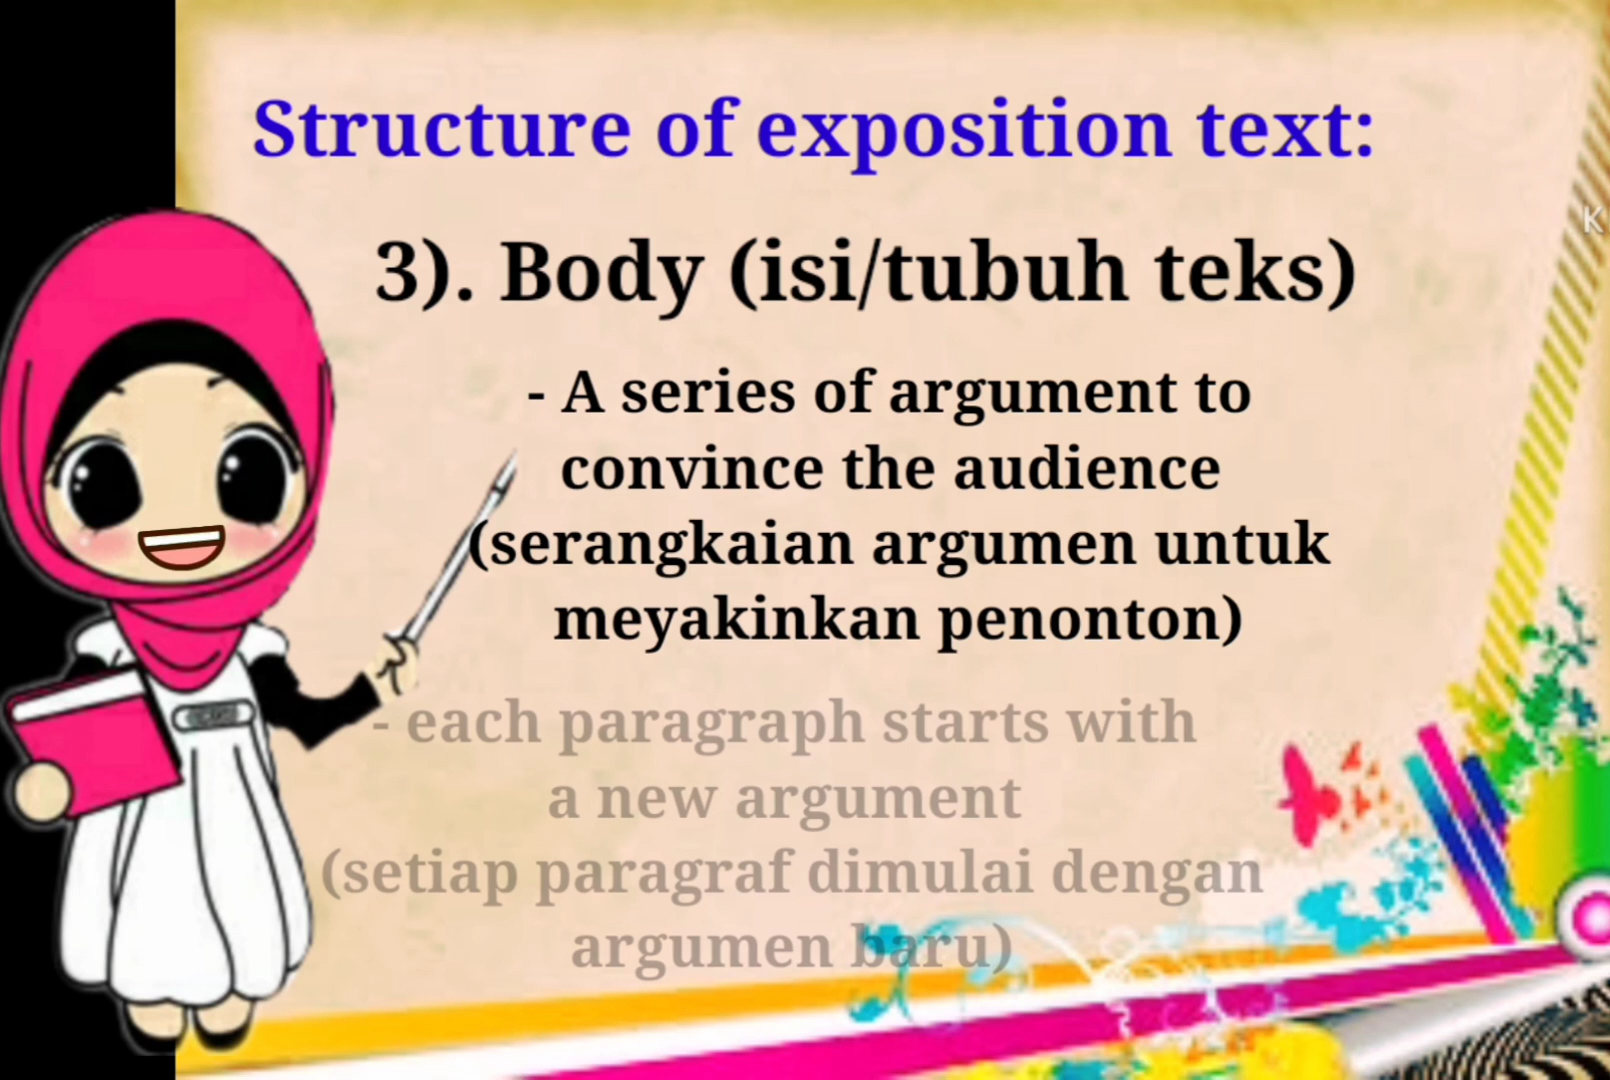 Structure of exposition text:
3). Body (isi/tubuh teks)
- A series of argument to
convince the audience
(serangkaian argumen untuk
meyakinkan penonton)
- each paragraph starts with
a new argument
(setiap paragraf dimulai dengan
argumen baru)
K